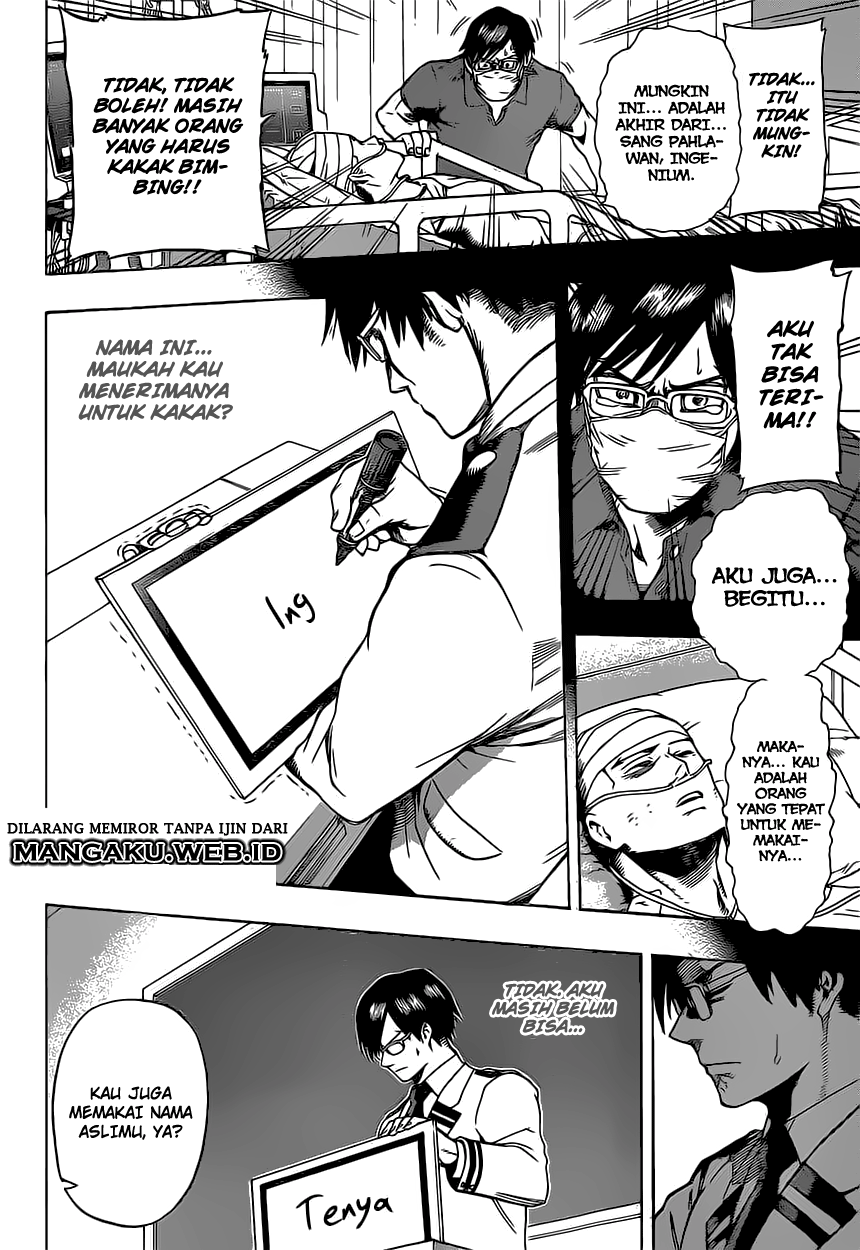 TIDAK...
ITU
TIDAK
MUNG-
KIN!
MUNGKIN
INI... ADALAH
AKHIR DARI...
SANG PAHLA-
WAN, INGE-
NIUM.
TIDAK, TIDAK
BOLEH! MASIH
BANYAK ORANG
YANG HARUS
KAKAK BIM-
BING!!
AKU
TAK
BISA
TERI-
MA!!
AKU JUGA...
BEGITU...
MAKA-
NYA... KAU
ADALAH
ORANG
YANG TEPAT
UNTUK ME-
MAKAI-
NYA...
NAMA INI...
MAUKAH KAU
MENERIMANYA
UNTUK KAKAK?
Ing
DILARANG MEMIROR TANPA IJIN DARI
MANGAKU.WEB.ID
TIDAK. AKU
MASIH BELUM
BISA...
KAU JUGA
MEMAKAI NAMA
ASLIMU, YA?
Tenya